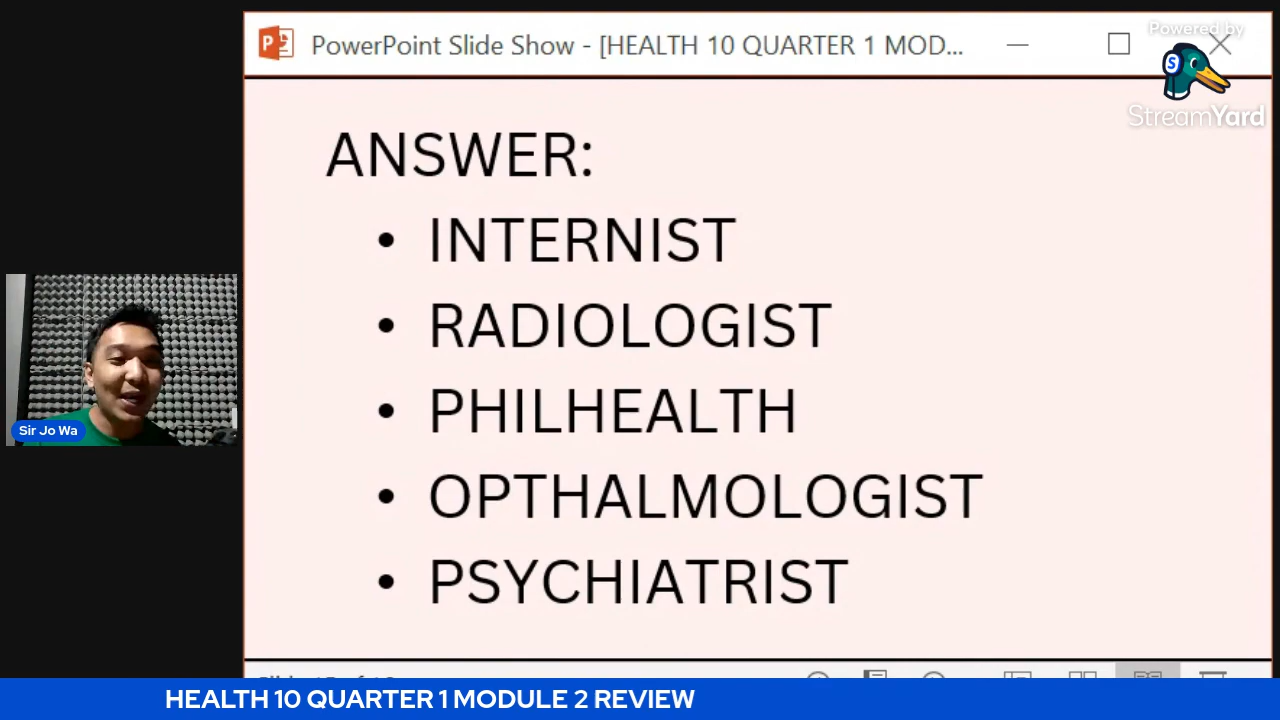 PowerPoint Slide Show - [HEALTH 10 QUARTER 1 MOD...
Powered by
StreamYard
ANSWER:
• INTERNIST
• RADIOLOGIST
• PHILHEALTH
• OPTHALMOLOGIST
• PSYCHIATRIST
Sir Jo Wa
HEALTH 10 QUARTER 1 MODULE 2 REVIEW